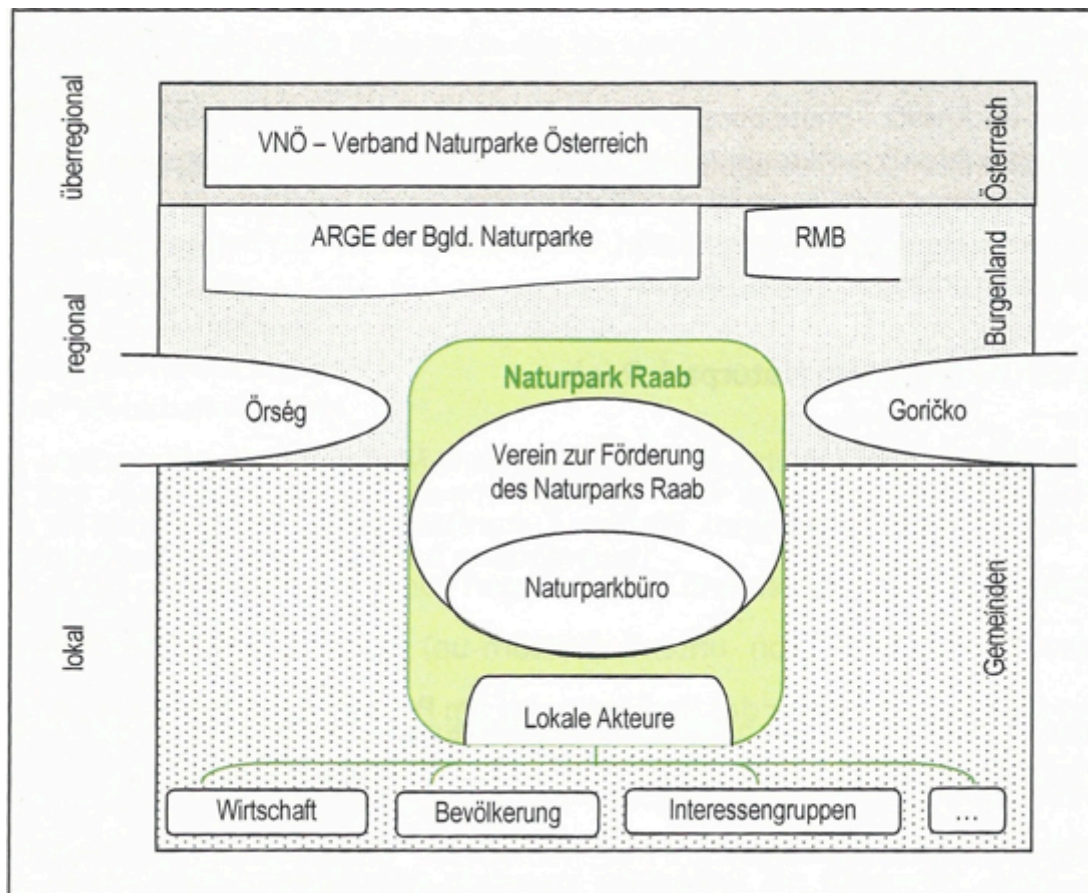 überregional
Österreich
VNÖ – Verband Naturparke Österreich
ARGE der Bgld. Naturparke
RMB
regional
Burgenland
Naturpark Raab
Örség
Goričko
Verein zur Förderung
des Naturparks Raab
Naturparkbüro
lokal
Gemeinden
Lokale Akteure
Wirtschaft
Bevölkerung
Interessengruppen
...